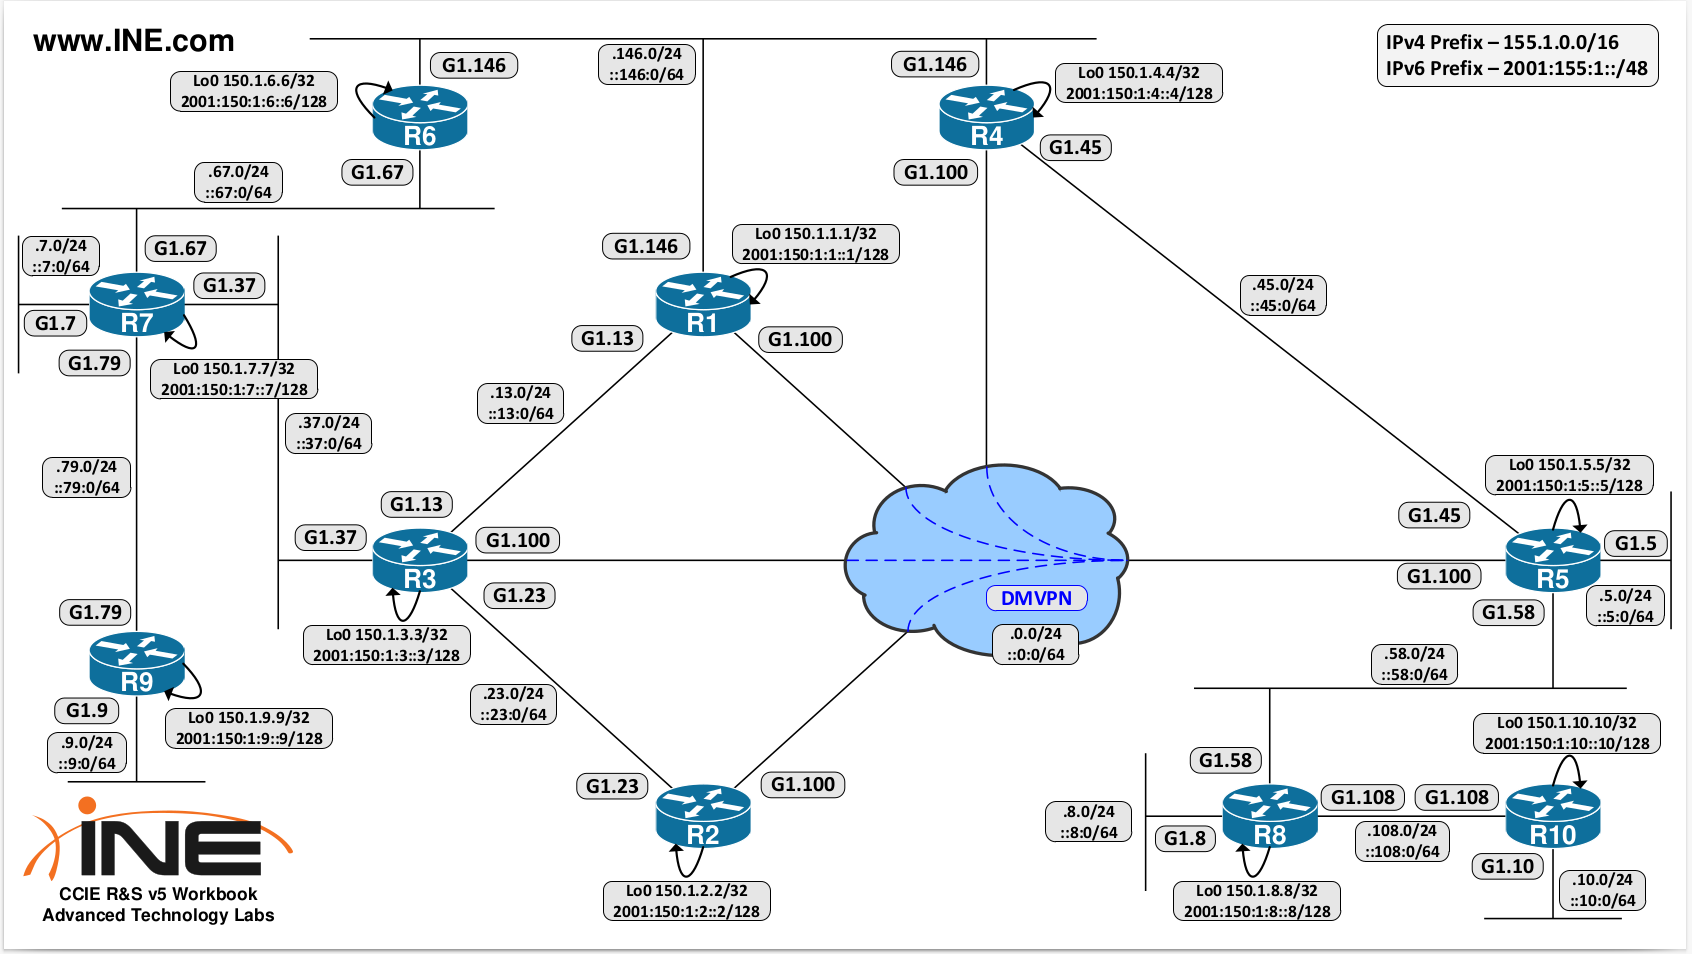 www.INE.com
IPv4 Prefix – 155.1.0.0/16
IPv6 Prefix – 2001:155:1::/48
G1.146
.146.0/24
::146:0/64
G1.146
Lo0 150.1.6.6/32
2001:150:1:6::6/128
R6
Lo0 150.1.4.4/32
2001:150:1:4::4/128
R4
G1.45
G1.67
G1.100
.67.0/24
::67:0/64
.7.0/24
::7:0/64
G1.67
G1.37
R7
G1.7
G1.79
Lo0 150.1.7.7/32
2001:150:1:7::7/128
G1.146
Lo0 150.1.1.1/32
2001:150:1:1::1/128
R1
G1.13
G1.100
.45.0/24
::45:0/64
.13.0/24
::13:0/64
.37.0/24
::37:0/64
.79.0/24
::79:0/64
G1.13
G1.37
G1.100
R3
G1.23
Lo0 150.1.3.3/32
2001:150:1:3::3/128
DMVPN
.0.0/24
::0:0/64
Lo0 150.1.5.5/32
2001:150:1:5::5/128
G1.45
G1.5
R5
G1.100
G1.58
.5.0/24
::5:0/64
.58.0/24
::58:0/64
G1.79
R9
G1.9
Lo0 150.1.9.9/32
2001:150:1:9::9/128
.9.0/24
::9:0/64
.23.0/24
::23:0/64
G1.23
G1.100
R2
Lo0 150.1.2.2/32
2001:150:1:2::2/128
Lo0 150.1.10.10/32
2001:150:1:10::10/128
G1.58
G1.108
G1.108
.8.0/24
::8:0/64
G1.8
R8
.108.0/24
::108:0/64
R10
G1.10
Lo0 150.1.8.8/32
2001:150:1:8::8/128
.10.0/24
::10:0/64
iNE
CCIE R&S v5 Workbook
Advanced Technology Labs